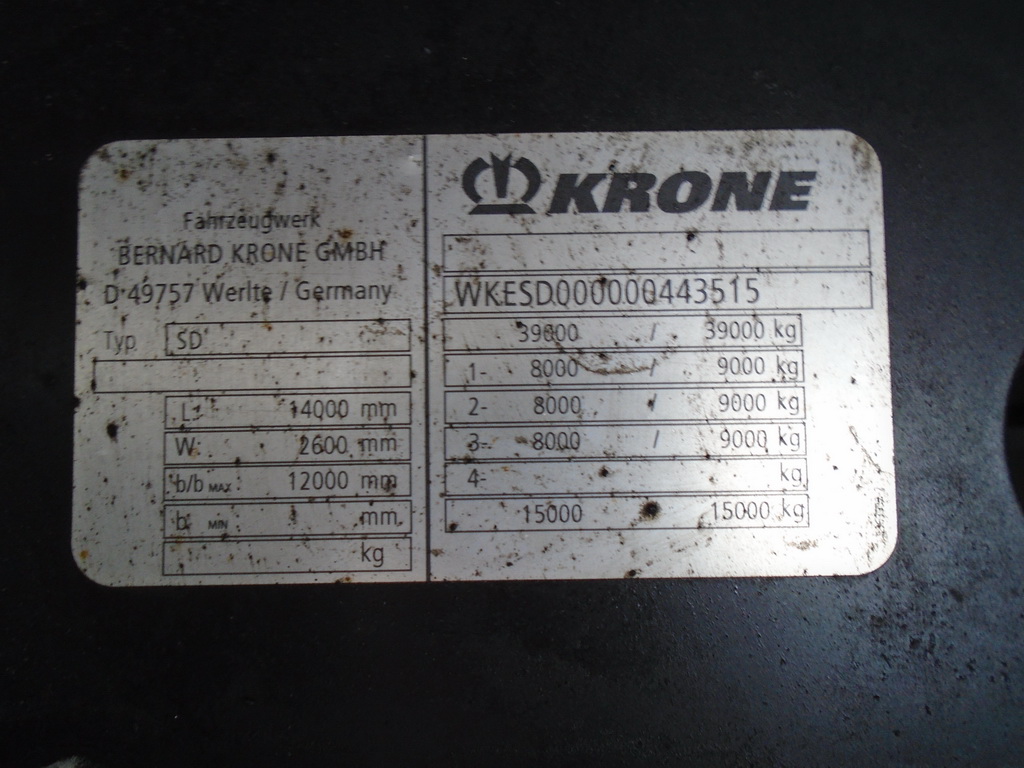 Fahrzeugwerk
BERNARD KRONE GMBH
D-49757 Werlte / Germany
Typ SD
L: 14000 mm
W: 2600 mm
b/b MAX: 12000 mm
b MIN mm
kg
KRONE
WKESD000000443515
39000 / 39000 kg
1- 8000 / 9000 kg
2- 8000 / 9000 kg
3- 8000 / 9000 kg
4- kg
15000 15000 kg